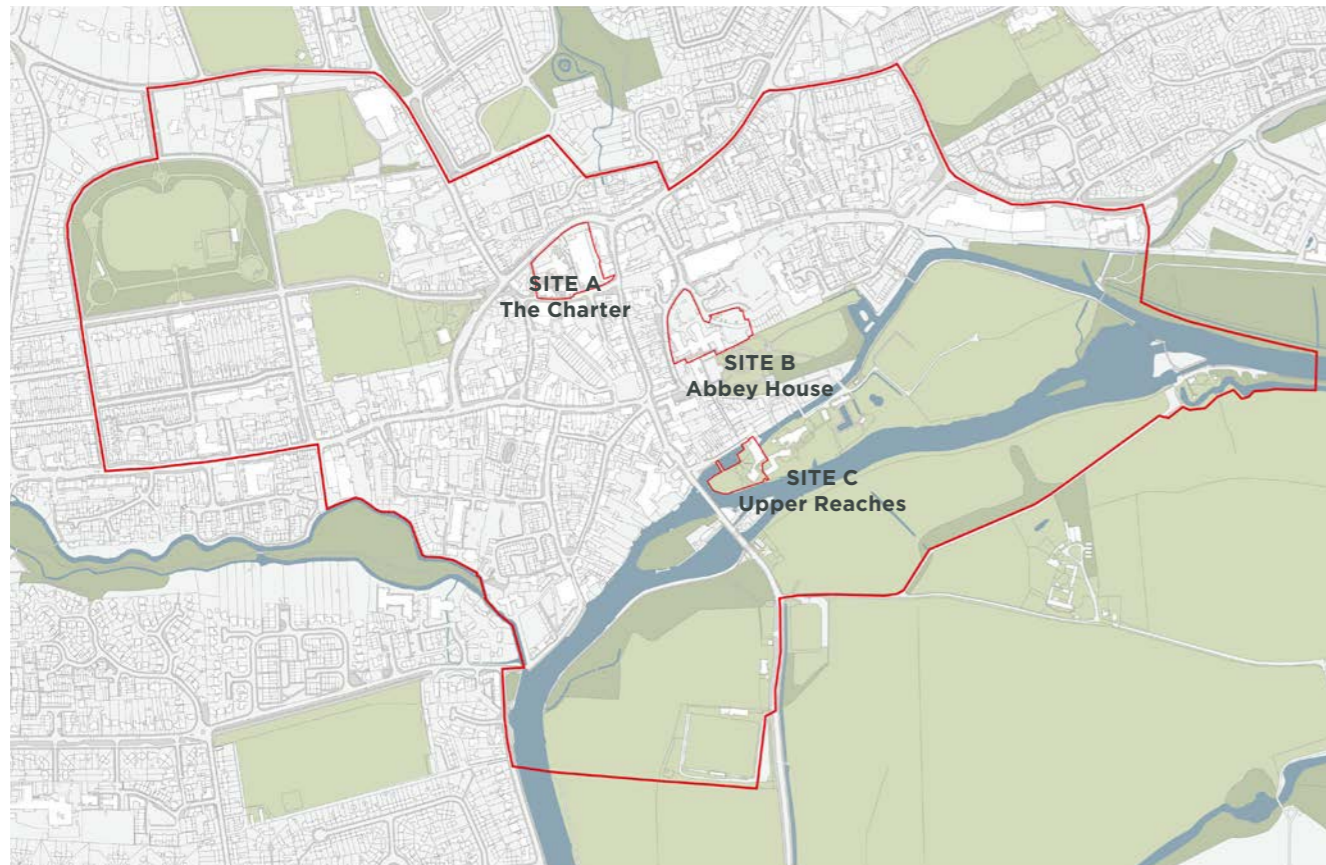 SITE A
The Charter
SITE B
Abbey House
SITE C
Upper Reaches